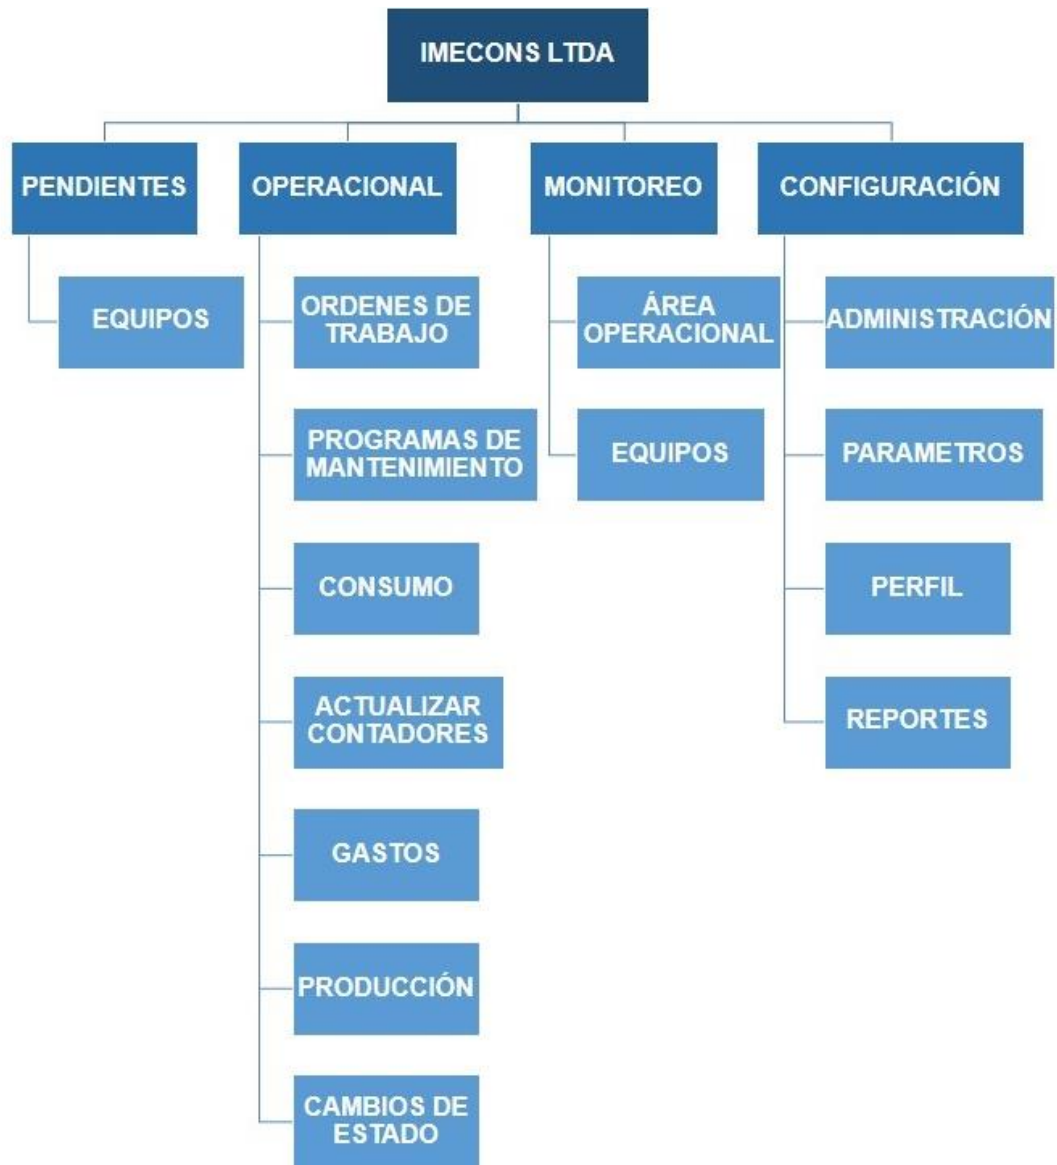 IMECONS LTDA
PENDIENTES
EQUIPOS
OPERACIONAL
ORDENES DE
TRABAJO
PROGRAMAS DE
MANTENIMIENTO
CONSUMO
ACTUALIZAR
CONTADORES
GASTOS
PRODUCCIÓN
CAMBIOS DE
ESTADO
MONITOREO
ÁREA
OPERACIONAL
EQUIPOS
CONFIGURACIÓN
ADMINISTRACIÓN
PARAMETROS
PERFIL
REPORTES